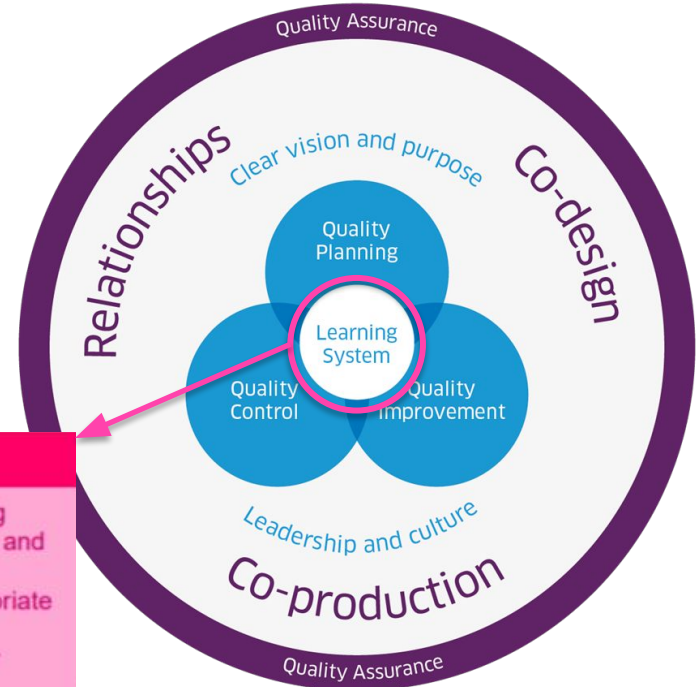 Quality Assurance
Relationships
Clear vision and purpose
Co-design
Quality
Planning
Learning
System
Quality
Control
Quality
Improvement
Leadership and culture
Co-production
Quality Assurance
and